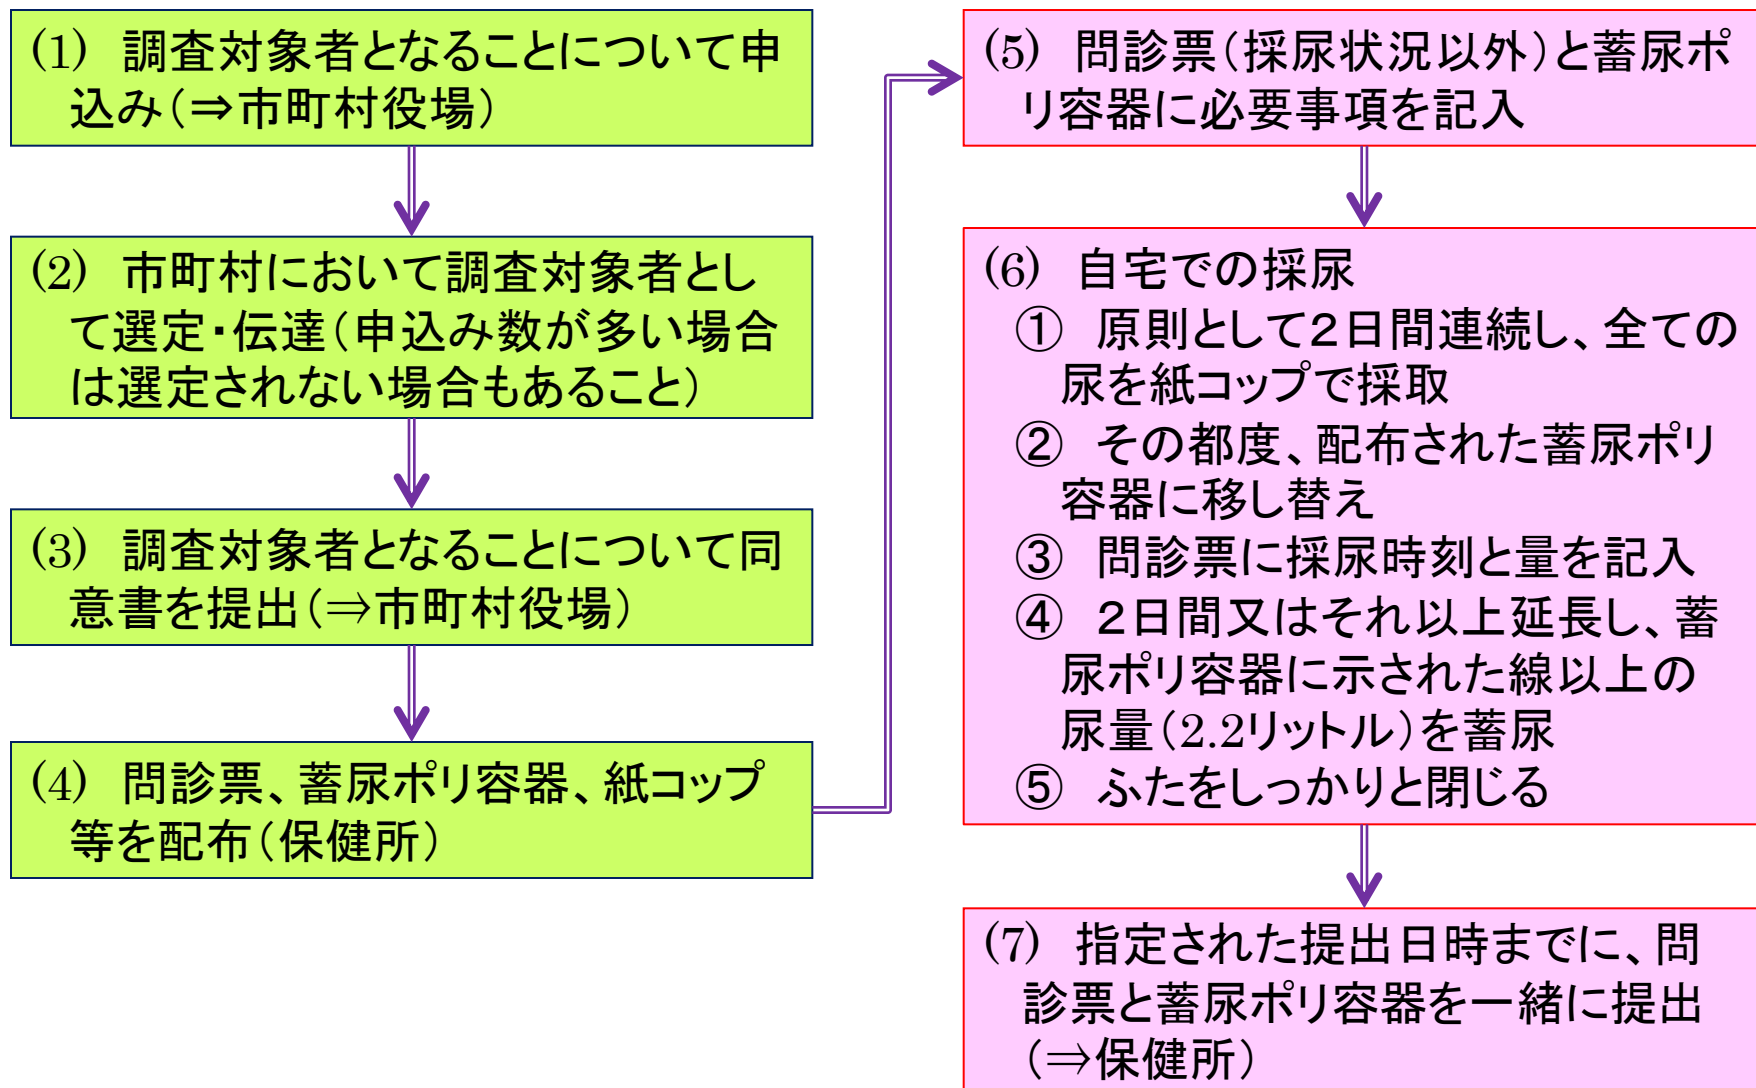 (1) 調査対象者となることについて申
込み（⇒市町村役場）
(2) 市町村において調査対象者とし
て選定・伝達（申込み数が多い場合
は選定されない場合もあること）
(3) 調査対象者となることについて同
意書を提出（⇒市町村役場）
(4) 問診票、蓄尿ポリ容器、紙コップ
等を配布（保健所）
(5) 問診票（採尿状況以外）と蓄尿ポ
リ容器に必要事項を記入
(6) 自宅での採尿
① 原則として２日間連続し、全ての
尿を紙コップで採取
② その都度、配布された蓄尿ポリ
容器に移し替え
③ 問診票に採尿時刻と量を記入
④ ２日間又はそれ以上延長し、蓄
尿ポリ容器に示された線以上の
尿量（2.2リットル）を蓄尿
⑤ ふたをしっかりと閉じる
(7) 指定された提出日時までに、問
診票と蓄尿ポリ容器を一緒に提出
（⇒保健所）